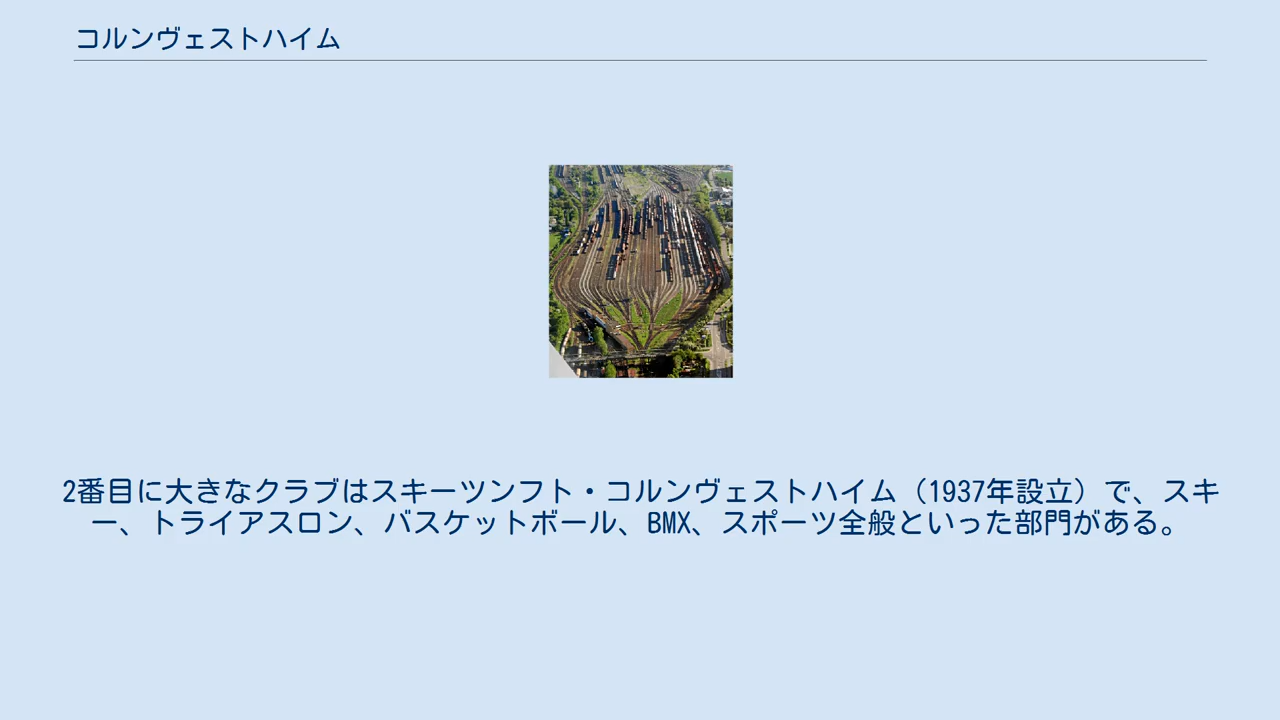 コルンヴェストハイム
2番目に大きなクラブはスキーツンフト・コルンヴェストハイム（1937年設立）で、スキ
ー、トライアスロン、バスケットボール、BMX、スポーツ全般といった部門がある。